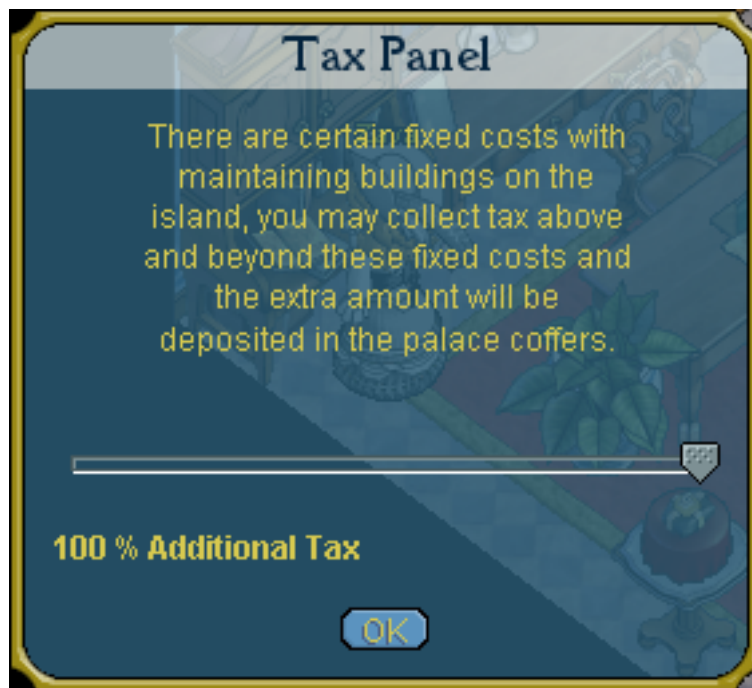 Tax Panel
There are certain fixed costs with
maintaining buildings on the
island, you may collect tax above
and beyond these fixed costs and
the extra amount will be
deposited in the palace coffers.
100 % Additional Tax
OK